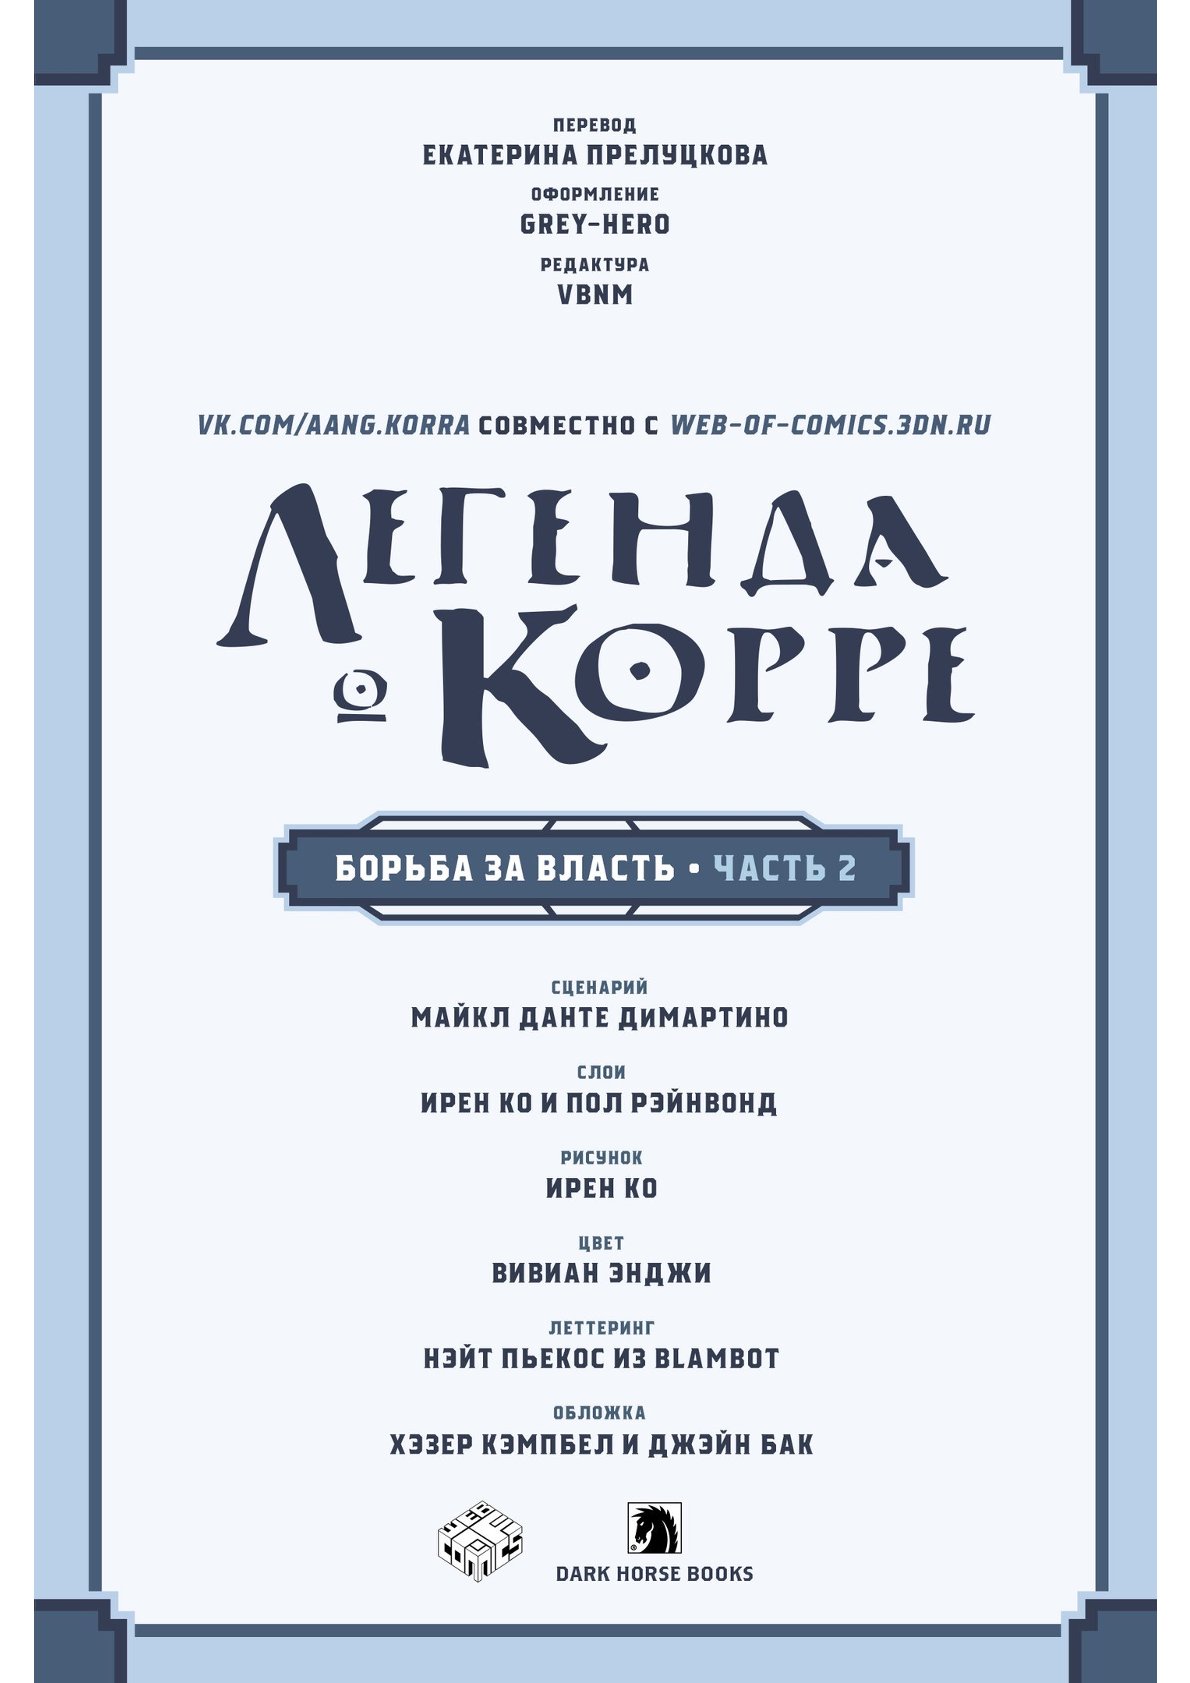 ПЕРЕВОД
ЕКАТЕРИНА ПРЕЛУЦКОВА
ОФОРМЛЕНИЕ
GREY-HERO
РЕДАКТУРА
VBNM
VK.COM/AANG.KORRA СОВМЕСТНО С WEB-OF-COMICS.3DN.RU
ЛЕГЕНДА
О КОРРЕ
БОРЬБА ЗА ВЛАСТЬ • ЧАСТЬ 2
СЦЕНАРИЙ
МАЙКЛ ДАНТЕ ДиМАРТИНО
СЛОИ
ИРЕН КО И ПОЛ РЭЙНВОНД
РИСУНОК
ИРЕН КО
ЦВЕТ
ВИВИАН ЭНДЖИ
ЛЕТТЕРИНГ
НЭЙТ ПЬЕКОС ИЗ BLAMBOT
ОБЛОЖКА
ХЭЗЕР КЭМПБЕЛ И ДЖЭЙН БАК
DARK HORSE BOOKS